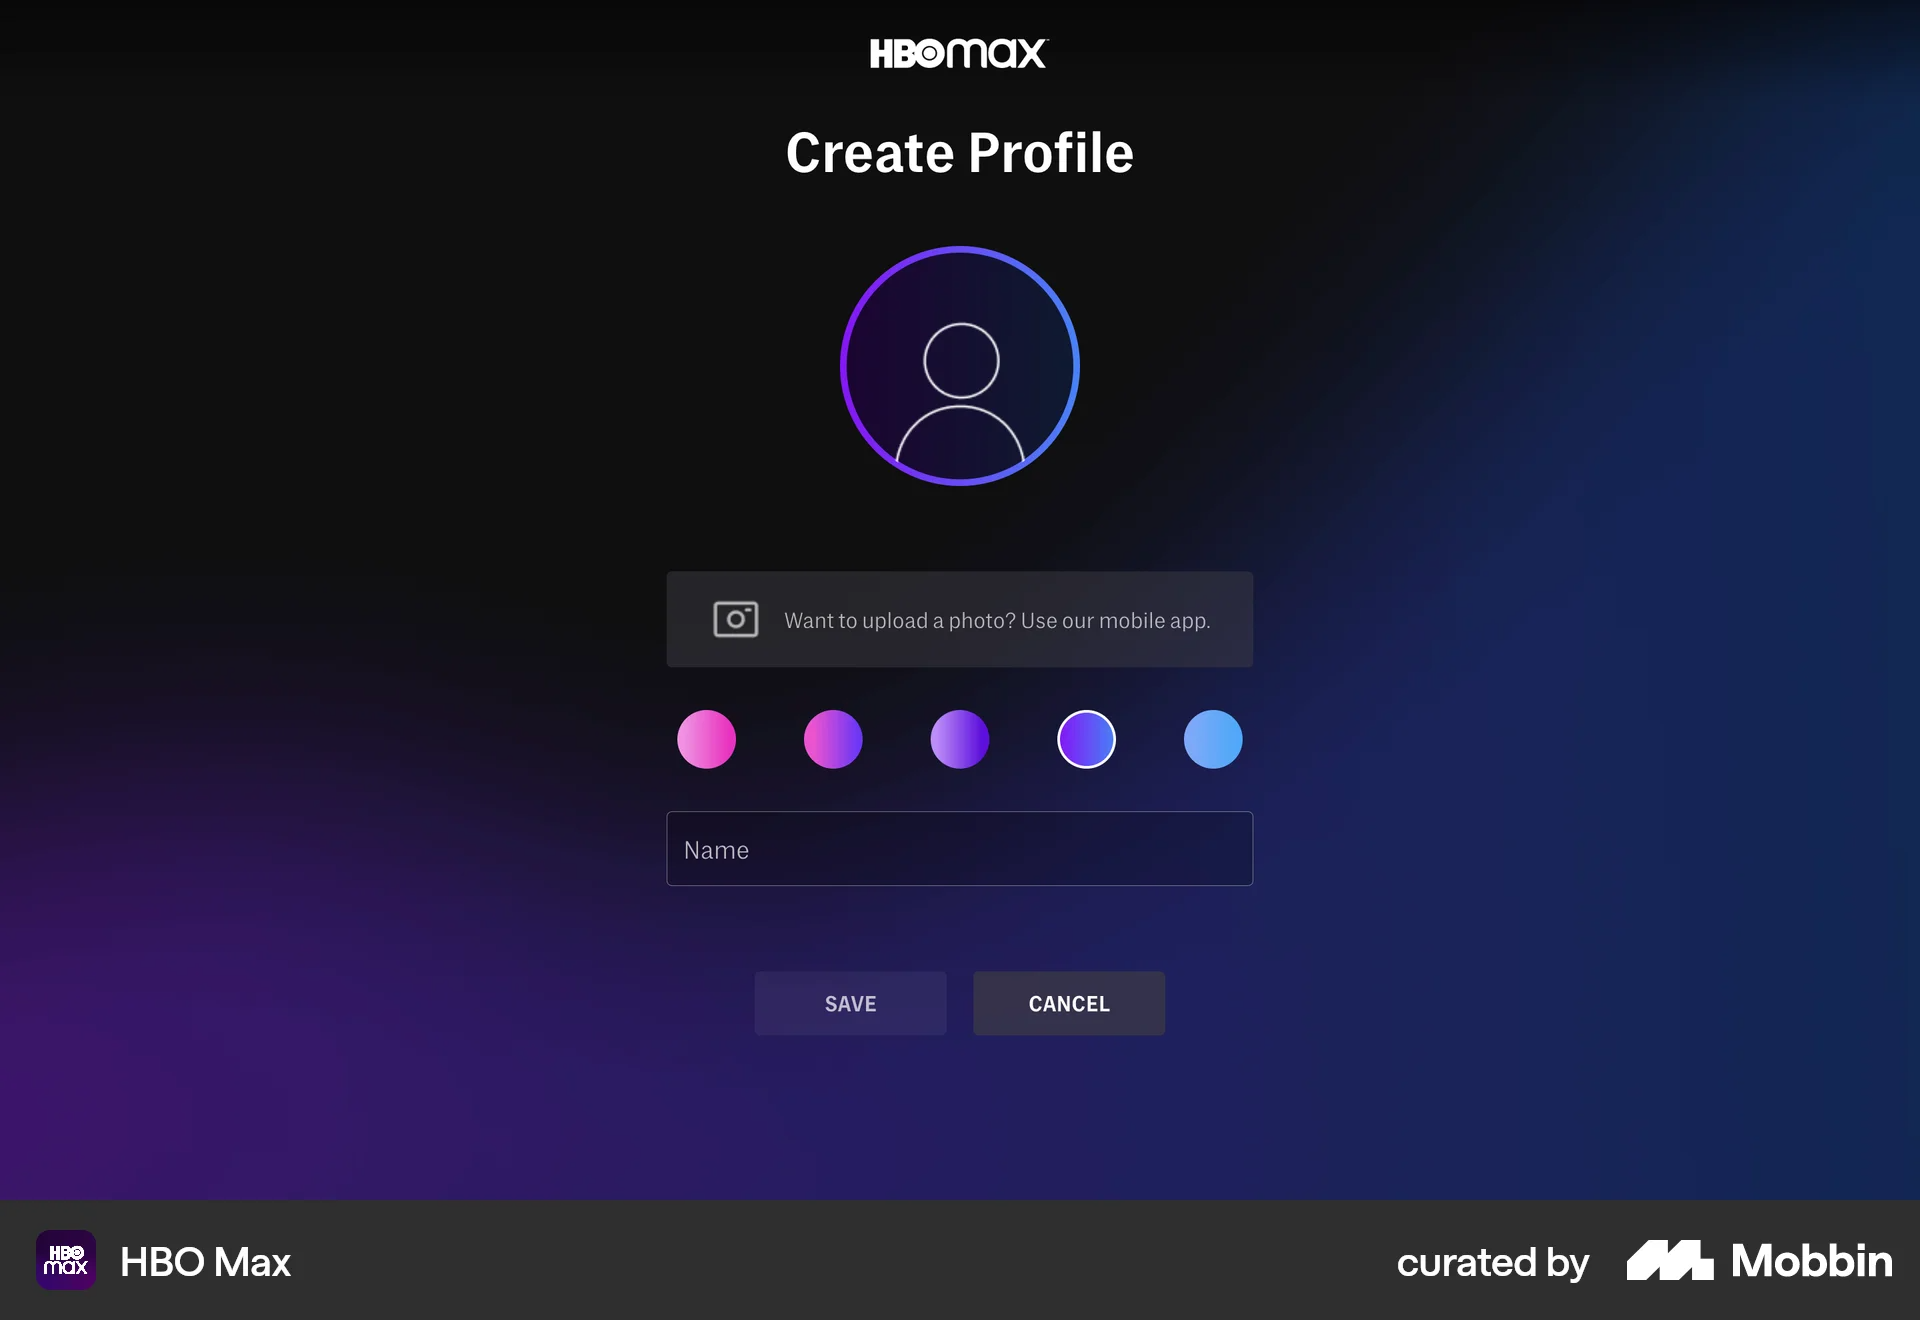 HBOmax
Create Profile
Want to upload a photo? Use our mobile app.
Name
SAVE
CANCEL
HBO
max
HBO Max
curated by
Mobbin